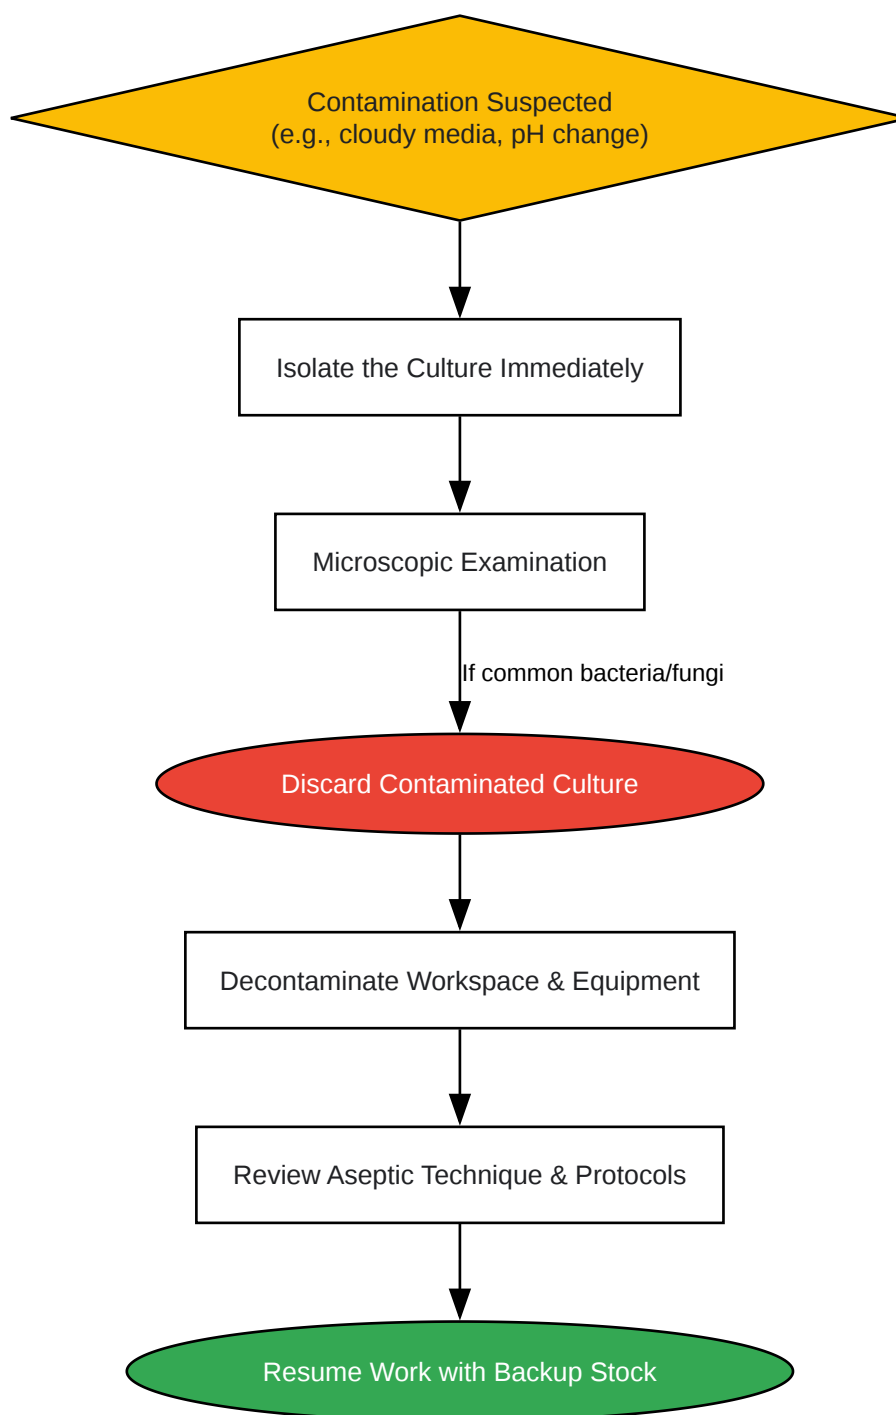 Contamination Suspected
(e.g., cloudy media, pH change)
Isolate the Culture Immediately
Microscopic Examination
If common bacteria/fungi
Discard Contaminated Culture
Decontaminate Workspace & Equipment
Review Aseptic Technique & Protocols
Resume Work with Backup Stock